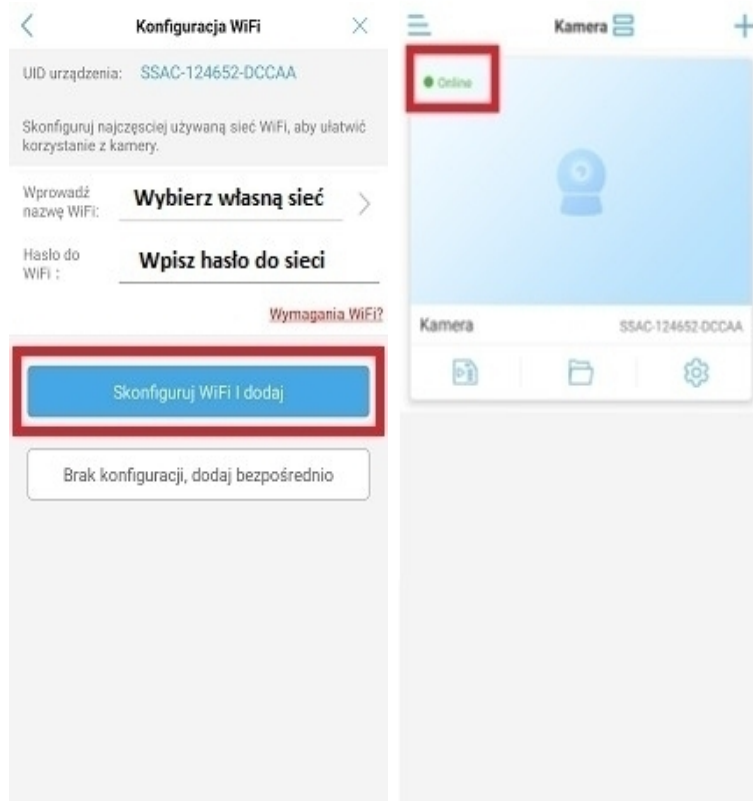 Konfiguracja WiFi
UID urządzenia: SSAC-124652-DCCAA
Skonfiguruj najczęsciej używaną sieć WiFi, aby ułatwić
korzystanie z kamery.
Wprowadź
nazwę WiFi:
Wybierz własną sieć
Hasło do
WiFi :
Wpisz hasło do sieci
Wymagania WiFi?
Skonfiguruj WiFi I dodaj
Brak konfiguracji, dodaj bezpośrednio
Kamera
Online
Kamera SSAC-124652-DCCAA